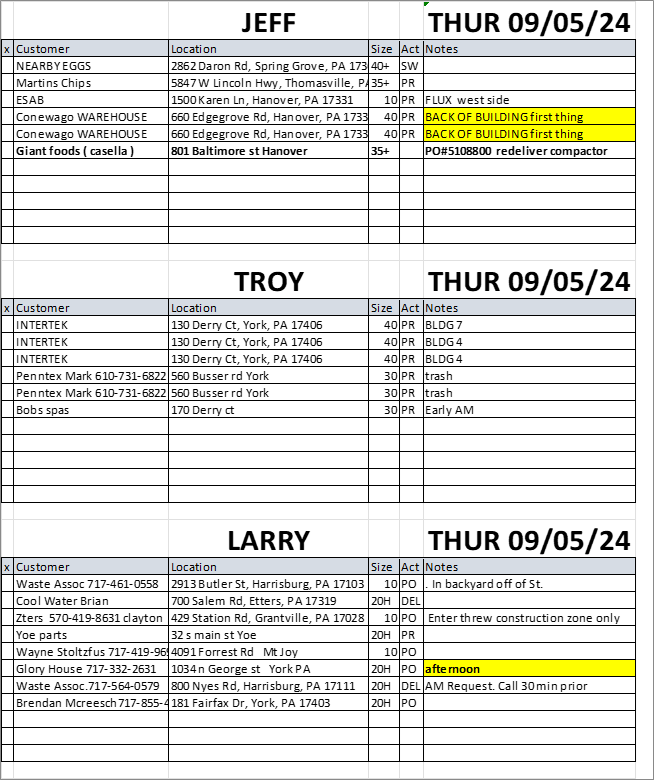 JEFF THUR 09/05/24
x Customer Location Size Act Notes
NEARBY EGGS 2862 Daron Rd, Spring Grove, PA 173 40+ SW
Martins Chips 5847 W Lincoln Hwy, Thomasville, PA 35+ PR
ESAB 1500 Karen Ln, Hanover, PA 17331 10 PR FLUX west side
Conewago WAREHOUSE 660 Edgegrove Rd, Hanover, PA 1733 40 PR BACK OF BUILDING first thing
Conewago WAREHOUSE 660 Edgegrove Rd, Hanover, PA 1733 40 PR BACK OF BUILDING first thing
Giant foods ( casella ) 801 Baltimore st Hanover 35+ PO#5108800 redeliver compactor
TROY THUR 09/05/24
x Customer Location Size Act Notes
INTERTEK 130 Derry Ct, York, PA 17406 40 PR BLDG 7
INTERTEK 130 Derry Ct, York, PA 17406 40 PR BLDG 4
INTERTEK 130 Derry Ct, York, PA 17406 40 PR BLDG 4
Penntex Mark 610-731-6822 560 Busser rd York 30 PR trash
Penntex Mark 610-731-6822 560 Busser rd York 30 PR trash
Bobs spas 170 Derry ct 30 PR Early AM
LARRY THUR 09/05/24
x Customer Location Size Act Notes
Waste Assoc 717-461-0558 2913 Butler St, Harrisburg, PA 17103 10 PO . In backyard off of St.
Cool Water Brian 700 Salem Rd, Etters, PA 17319 20H DEL
Zters 570-419-8631 clayton 429 Station Rd, Grantville, PA 17028 10 PO Enter threw construction zone only
Yoe parts 32 s main st Yoe 20H PR
Wayne Stoltzfus 717-419-96 4091 Forrest Rd Mt Joy 10 PO
Glory House 717-332-2631 1034 n George st York PA 20H PO afternoon
Waste Assoc.717-564-0579 800 Nyes Rd, Harrisburg, PA 17111 20H DEL AM Request. Call 30 min prior
Brendan Mcreesch 717-855-4 181 Fairfax Dr, York, PA 17403 20H PO